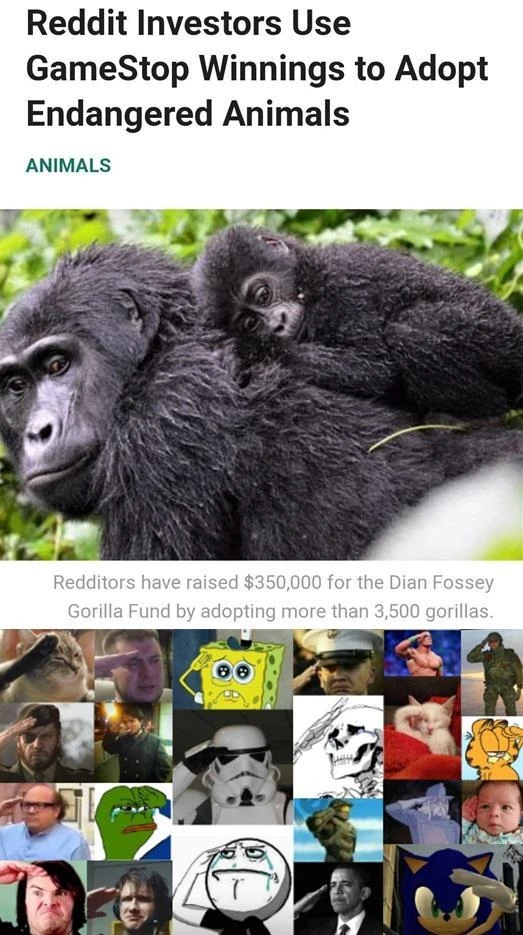 Reddit Investors Use
GameStop Winnings to Adopt
Endangered Animals
ANIMALS
Redditors have raised $350,000 for the Dian Fossey
Gorilla Fund by adopting more than 3,500 gorillas.